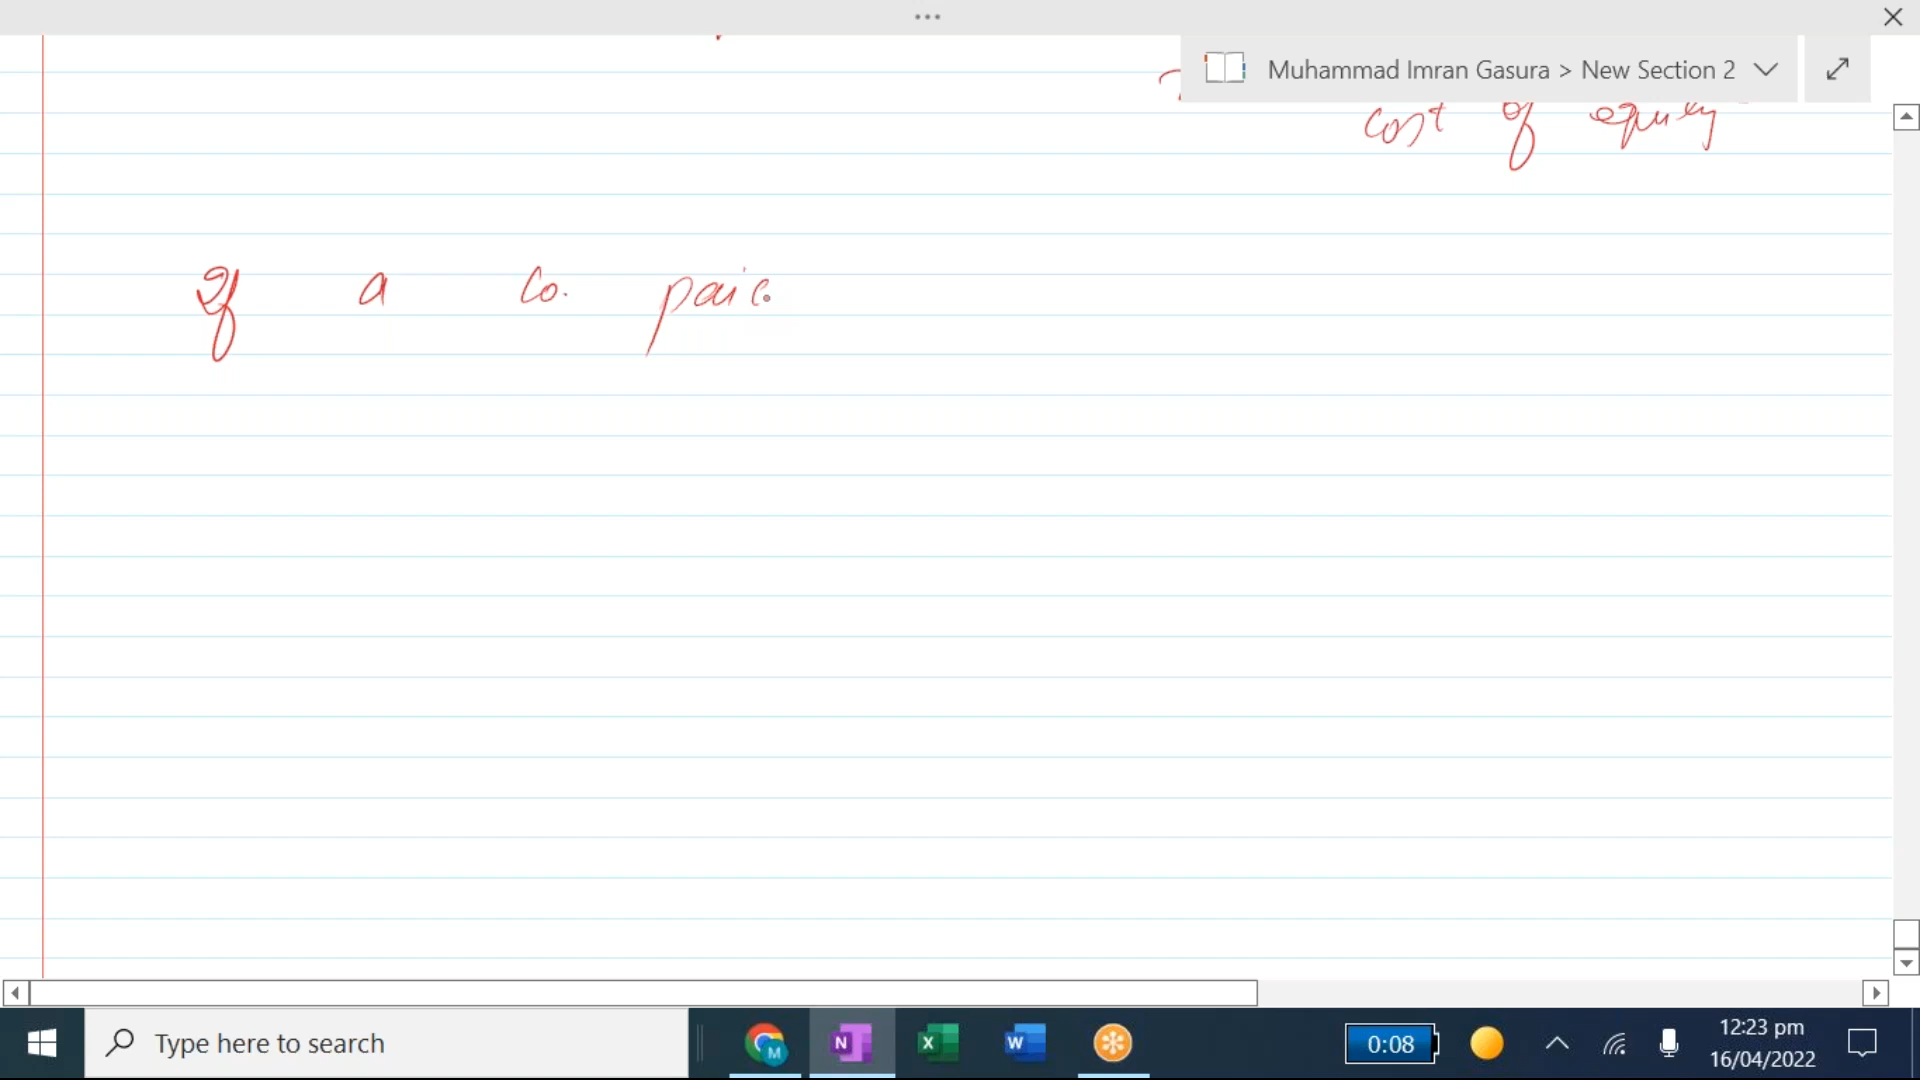 Muhammad Imran Gasura > New Section 2
cost of equity
If a co. paid
Type here to search
0:08
12:23 pm
16/04/2022